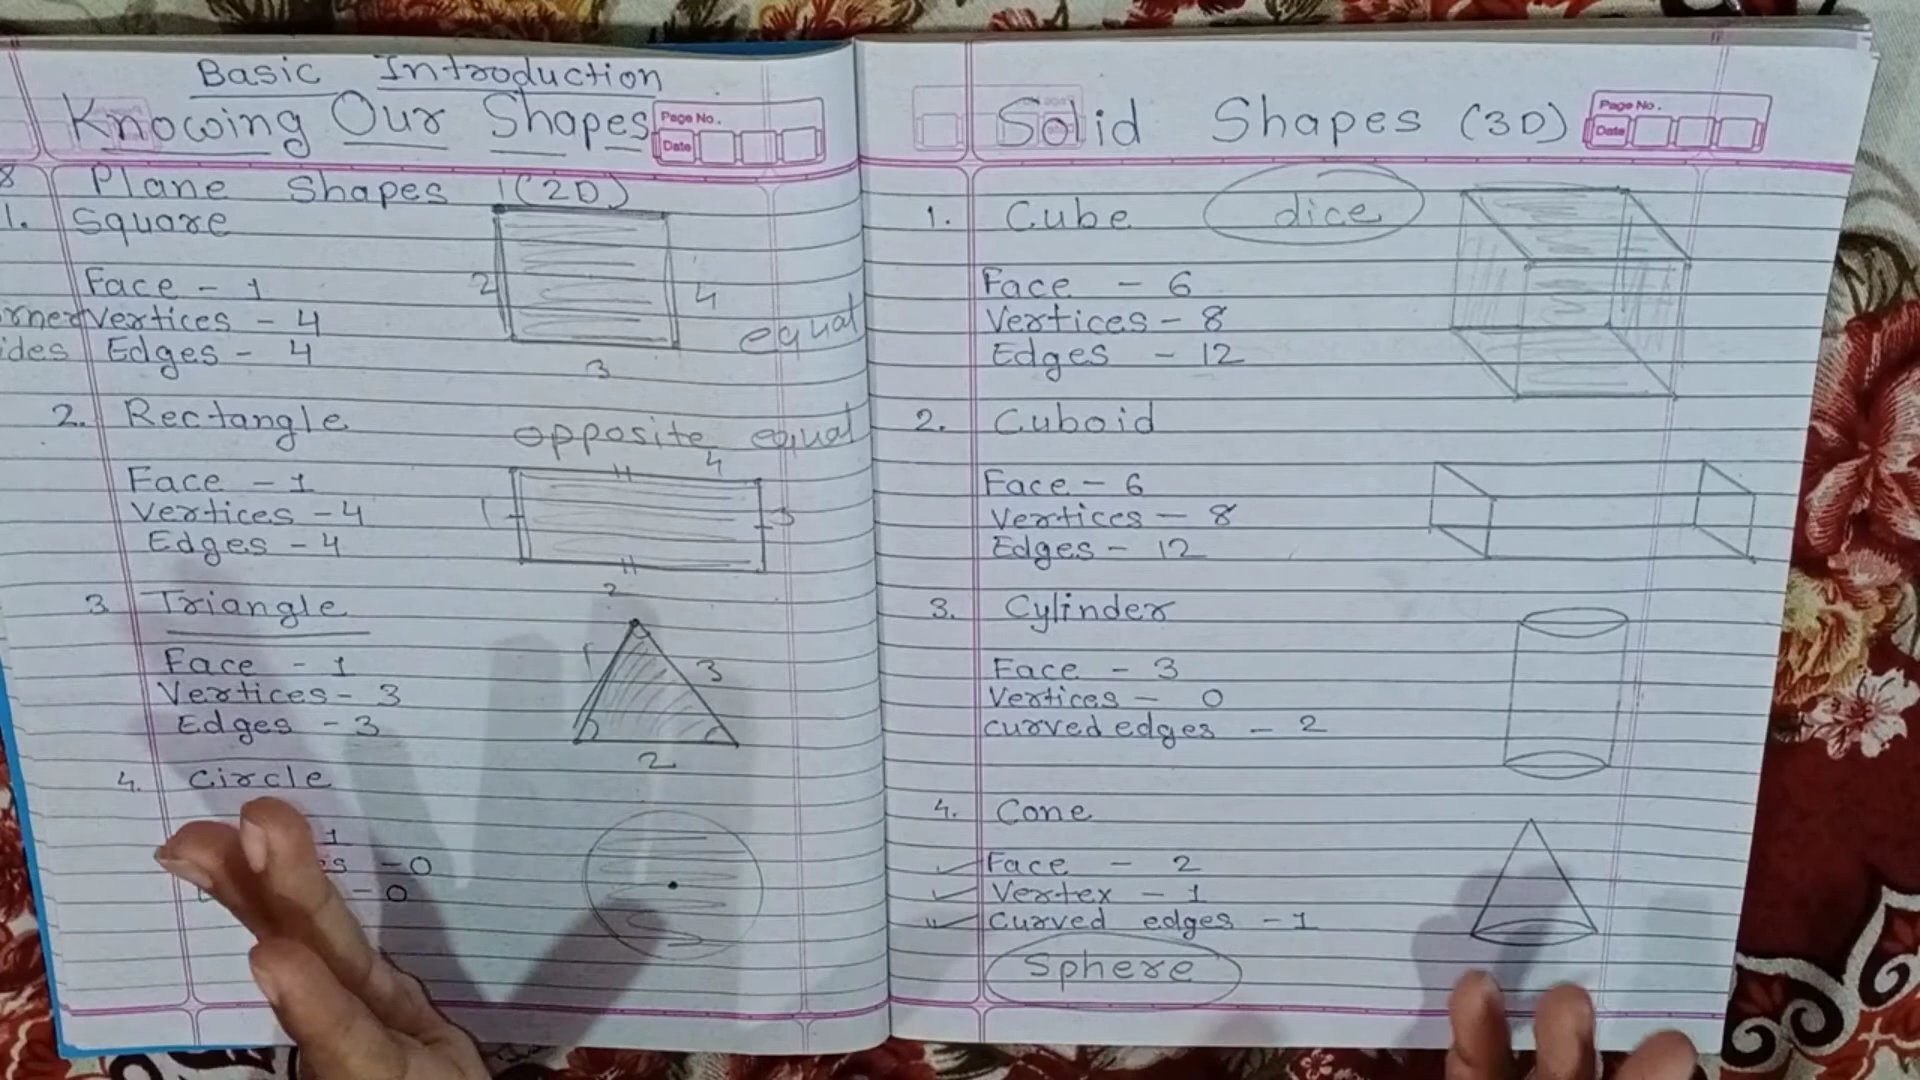 Basic Introduction
Knowing Our Shapes
Page No.
Date
Plane Shapes (2D)
1. Square
Face - 1
Vertices - 4
ides Edges - 4
2
4
3
equal
2. Rectangle
opposite equal
Face - 1
Vertices - 4
Edges - 4
1
4
3
2
3 Triangle
Face - 1
Vertices - 3
Edges - 3
1
3
2
4. Circle
1
es - 0
- 0
Solid Shapes (3D)
Page No.
Date
1. Cube dice
Face - 6
Vertices - 8
Edges - 12
2. Cuboid
Face - 6
Vertices - 8
Edges - 12
3. Cylinder
Face - 3
Vertices - 0
curved edges - 2
4. Cone
Face - 2
Vertex - 1
Curved edges - 1
Sphere